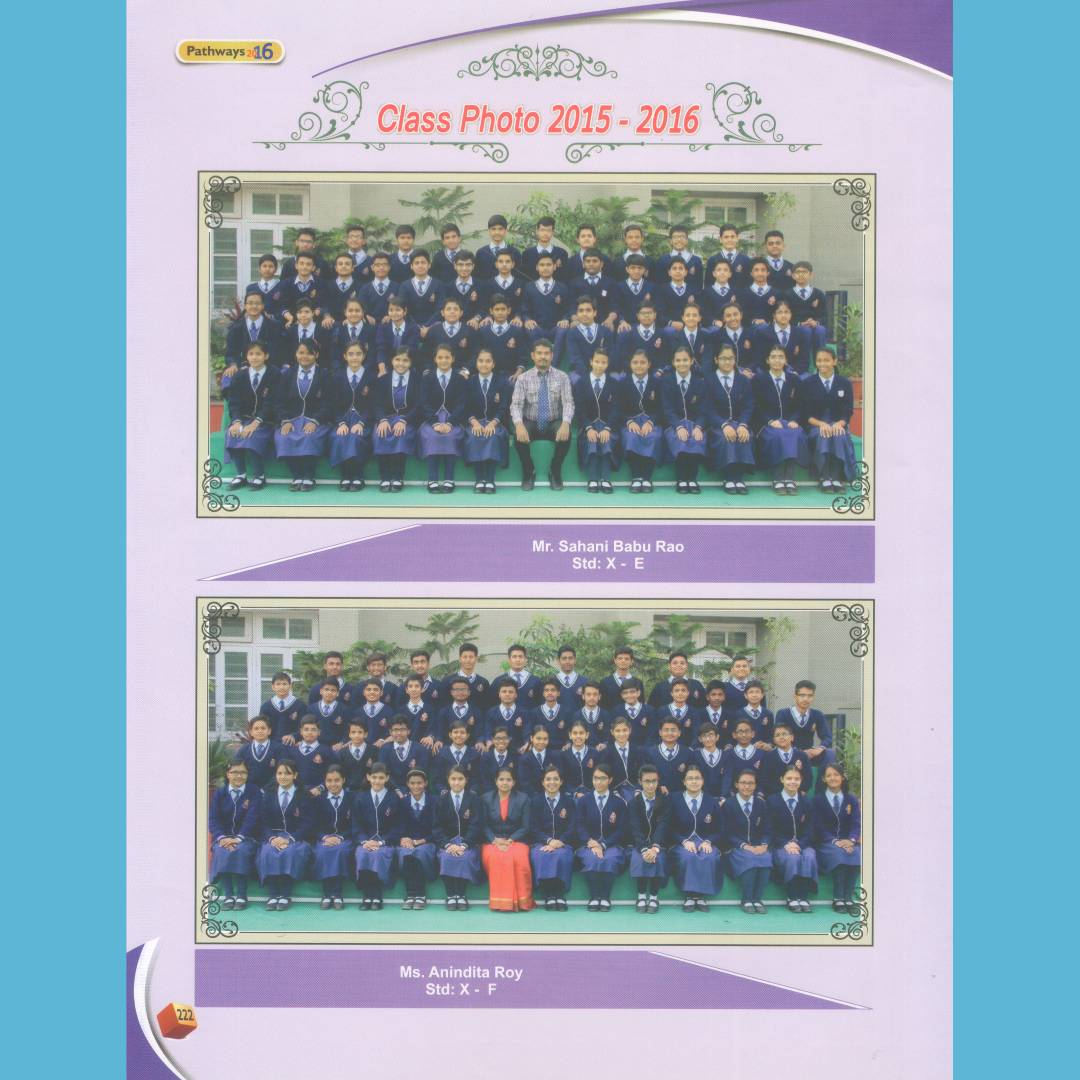 Pathways 2016
Class Photo 2015 - 2016
Mr. Sahani Babu Rao
Std: X - E
Ms. Anindita Roy
Std: X - F
222